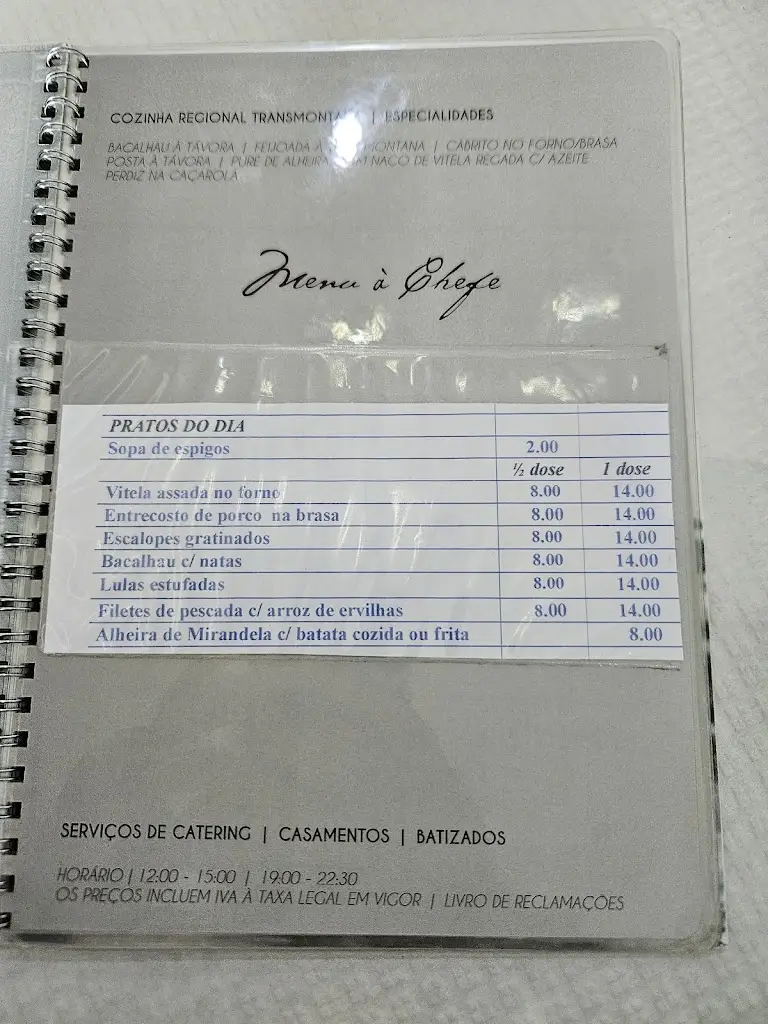 COZINHA REGIONAL | ESPECIALIDADES
BACALHAU À TÁVORA | FEIJOADA | CABRITO NO FORNO/BRASA
POSTA À TÁVORA | PURÉ DE ALHEIRA NACO DE VITELA REGADA C/ AZEITE
PERDIZ NA CAÇAROLA
Menu à Chefe
PRATOS DO DIA
Sopa de espigos 2.00
½ dose 1 dose
Vitela assada no forno 8.00 14.00
Entrecosto de porco na brasa 8.00 14.00
Escalopes gratinados 8.00 14.00
Bacalhau c/ natas 8.00 14.00
Lulas estufadas 8.00 14.00
Filetes de pescada c/ arroz de ervilhas 8.00 14.00
Alheira de Mirandela c/ batata cozida ou frita 8.00
SERVIÇOS DE CATERING | CASAMENTOS | BATIZADOS
HORÁRIO | 12:00 - 15:00 | 19:00 - 22:30
OS PREÇOS INCLUEM IVA À TAXA LEGAL EM VIGOR | LIVRO DE RECLAMAÇÕES